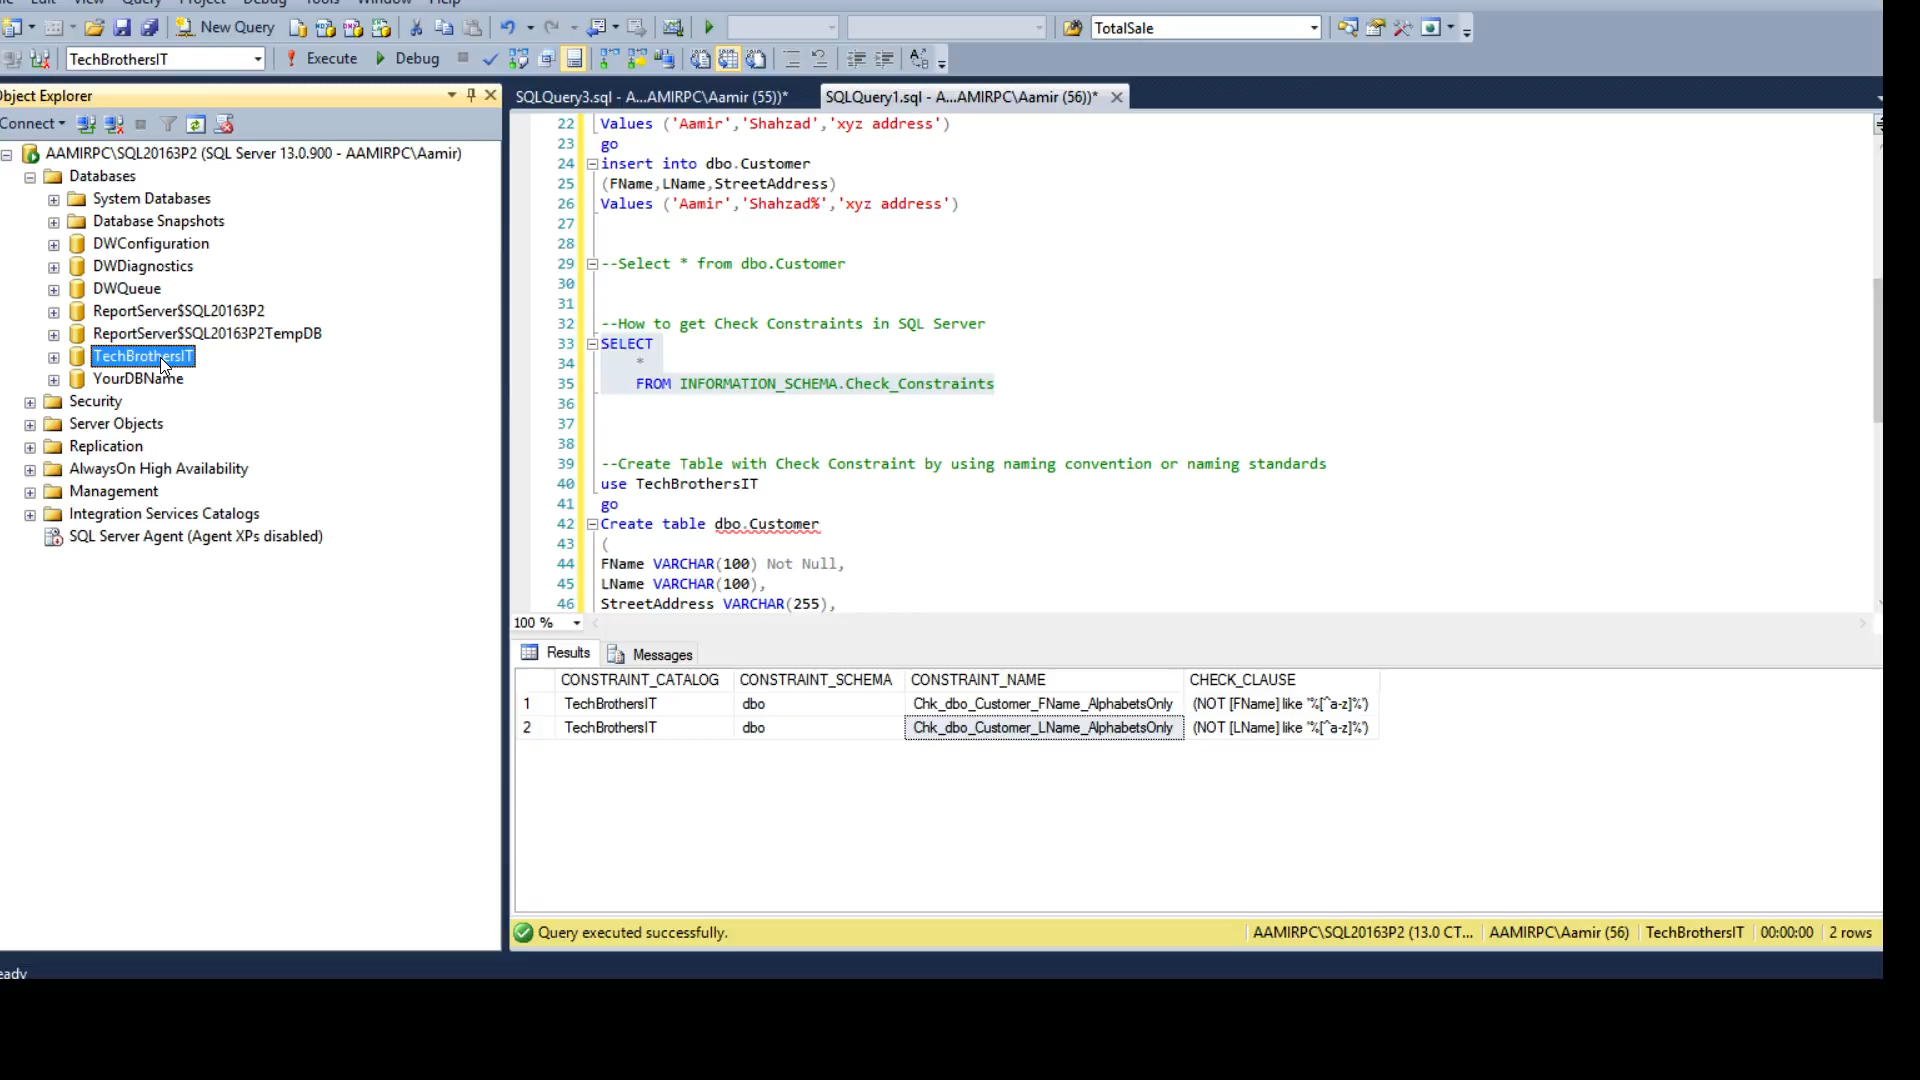 Edit View Query Project Debug Tools Window Help
New Query
TotalSale
TechBrothersIT
Execute
Debug
Object Explorer
Connect
AAMIRPC\SQL20163P2 (SQL Server 13.0.900 - AAMIRPC\Aamir)
Databases
System Databases
Database Snapshots
DWConfiguration
DWDiagnostics
DWQueue
ReportServer$SQL20163P2
ReportServer$SQL20163P2TempDB
TechBrothersIT
YourDBName
Security
Server Objects
Replication
AlwaysOn High Availability
Management
Integration Services Catalogs
SQL Server Agent (Agent XPs disabled)
SQLQuery3.sql - A...AMIRPC\Aamir (55))*
SQLQuery1.sql - A...AMIRPC\Aamir (56))*
22 Values ('Aamir','Shahzad','xyz address')
23 go
24 insert into dbo.Customer
25 (FName,LName,StreetAddress)
26 Values ('Aamir','Shahzad%','xyz address')
27
28
29 --Select * from dbo.Customer
30
31
32 --How to get Check Constraints in SQL Server
33 SELECT
34 *
35 FROM INFORMATION_SCHEMA.Check_Constraints
36
37
38
39 --Create Table with Check Constraint by using naming convention or naming standards
40 use TechBrothersIT
41 go
42 Create table dbo.Customer
43 (
44 FName VARCHAR(100) Not Null,
45 LName VARCHAR(100),
46 StreetAddress VARCHAR(255),
100 %
Results Messages
CONSTRAINT_CATALOG CONSTRAINT_SCHEMA CONSTRAINT_NAME CHECK_CLAUSE
1 TechBrothersIT dbo Chk_dbo_Customer_FName_AlphabetsOnly (NOT [FName] like '%[^a-z]%')
2 TechBrothersIT dbo Chk_dbo_Customer_LName_AlphabetsOnly (NOT [LName] like '%[^a-z]%')
Query executed successfully.
AAMIRPC\SQL20163P2 (13.0 CT... AAMIRPC\Aamir (56) TechBrothersIT 00:00:00 2 rows
eady